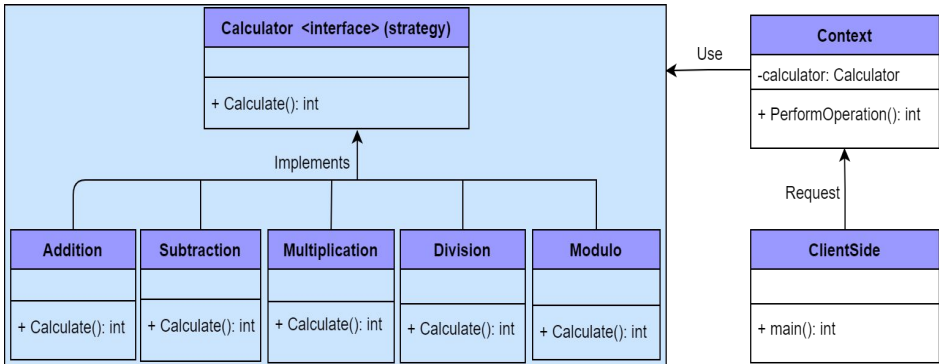 Calculator <interface> (strategy)
+ Calculate(): int
Implements
Addition
+ Calculate(): int
Subtraction
+ Calculate(): int
Multiplication
+ Calculate(): int
Division
+ Calculate(): int
Modulo
+ Calculate(): int
Use
Context
-calculator: Calculator
+ PerformOperation(): int
Request
ClientSide
+ main(): int